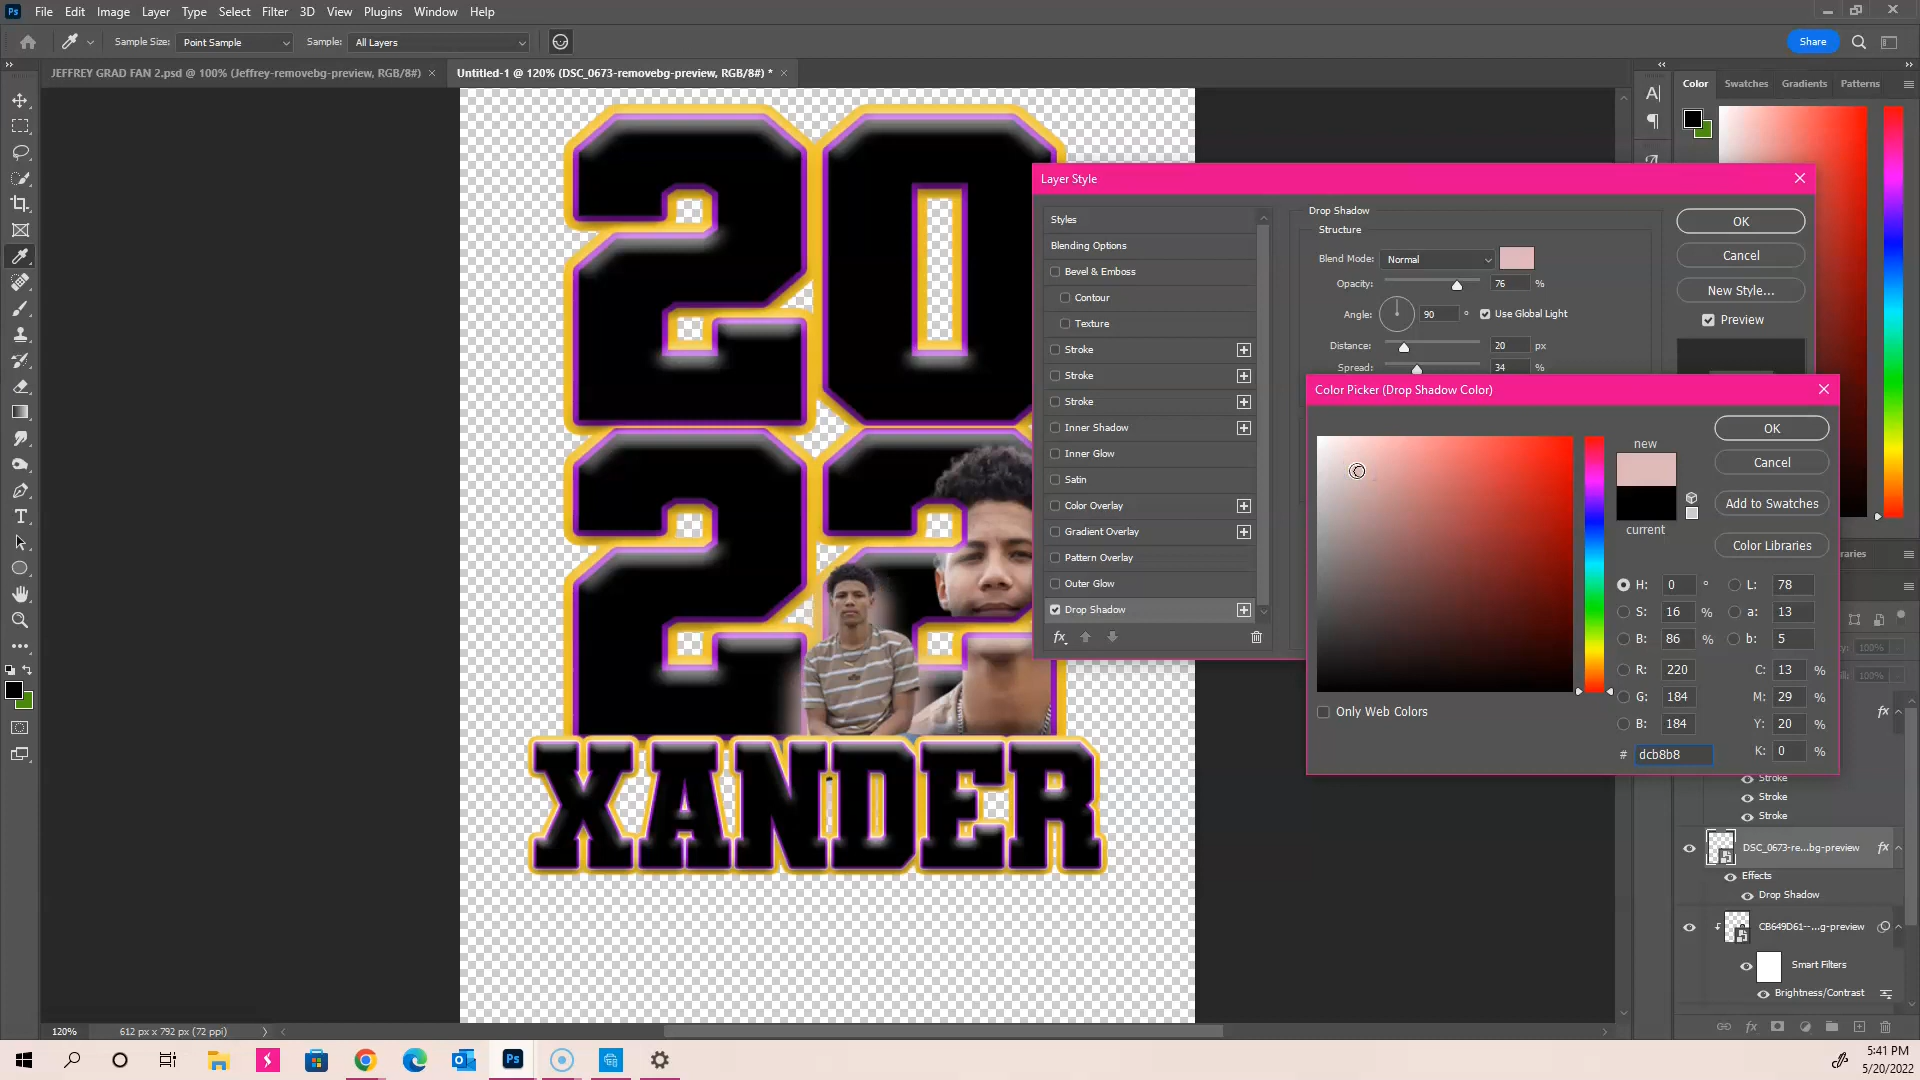 Ps File Edit Image Layer Type Select Filter 3D View Plugins Window Help
Sample Size: Point Sample Sample: All Layers Share
JEFFREY GRAD FAN 2.psd @ 100% (Jeffrey-removebg-preview, RGB/8#) × Untitled-1 @ 120% (DSC_0673-removebg-preview, RGB/8#) * ×
Color Swatches Gradients Patterns
20
22
XANDER
Layer Style
Styles
Blending Options
Bevel & Emboss
Contour
Texture
Stroke
Stroke
Stroke
Inner Shadow
Inner Glow
Satin
Color Overlay
Gradient Overlay
Pattern Overlay
Outer Glow
Drop Shadow
fx
Drop Shadow
Structure
Blend Mode: Normal
Opacity: 76 %
Angle: 90 ° Use Global Light
Distance: 20 px
Spread: 34 %
OK
Cancel
New Style...
Preview
Color Picker (Drop Shadow Color)
new
current
OK
Cancel
Add to Swatches
Color Libraries
H: 0 ° L: 78
S: 16 % a: 13
B: 86 % b: 5
R: 220 C: 13 %
G: 184 M: 29 %
B: 184 Y: 20 %
# dcb8b8 K: 0 %
Only Web Colors
braries
100%
100%
fx
Stroke
Stroke
Stroke
DSC_0673-re...bg-preview fx
Effects
Drop Shadow
CB649D61--...g-preview
Smart Filters
Brightness/Contrast
fx
120% 612 px x 792 px (72 ppi)
Ps
5:41 PM
5/20/2022